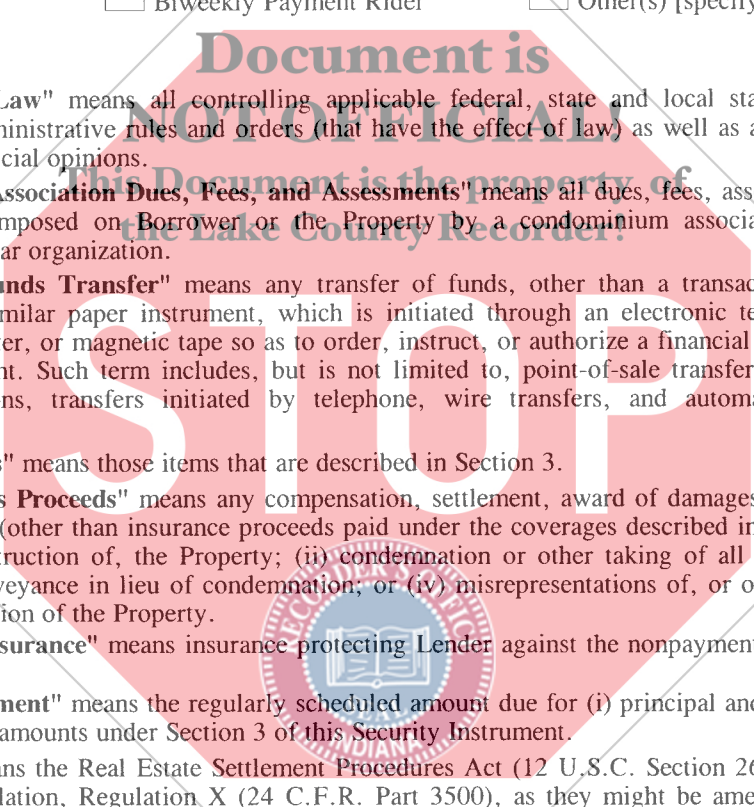 Biweekly Payment Rider Other(s) [specify
Document is
Law" means all controlling applicable federal, state and local sta
NOT OFFICIAL!
ministrative rules and orders (that have the effect of law) as well as a
cial opinions.
This Document is the property of
Association Dues, Fees, and Assessments" means all dues, fees, ass
mposed on Borrower or the Property by a condominium associa
the Lake County Recorder!
ar organization.
unds Transfer" means any transfer of funds, other than a transac
milar paper instrument, which is initiated through an electronic te
er, or magnetic tape so as to order, instruct, or authorize a financial
nt. Such term includes, but is not limited to, point-of-sale transfer
ons, transfers initiated by telephone, wire transfers, and automa
STOP
s" means those items that are described in Section 3.
s Proceeds" means any compensation, settlement, award of damages
(other than insurance proceeds paid under the coverages described in
truction of, the Property; (ii) condemnation or other taking of all
veyance in lieu of condemnation; or (iv) misrepresentations of, or o
tion of the Property.
RECORDER'S OFFICE
surance" means insurance protecting Lender against the nonpayment
SEAL
ment" means the regularly scheduled amount due for (i) principal and
amounts under Section 3 of this Security Instrument.
INDIANA
ans the Real Estate Settlement Procedures Act (12 U.S.C. Section 26
lation, Regulation X (24 C.F.R. Part 3500), as they might be ame